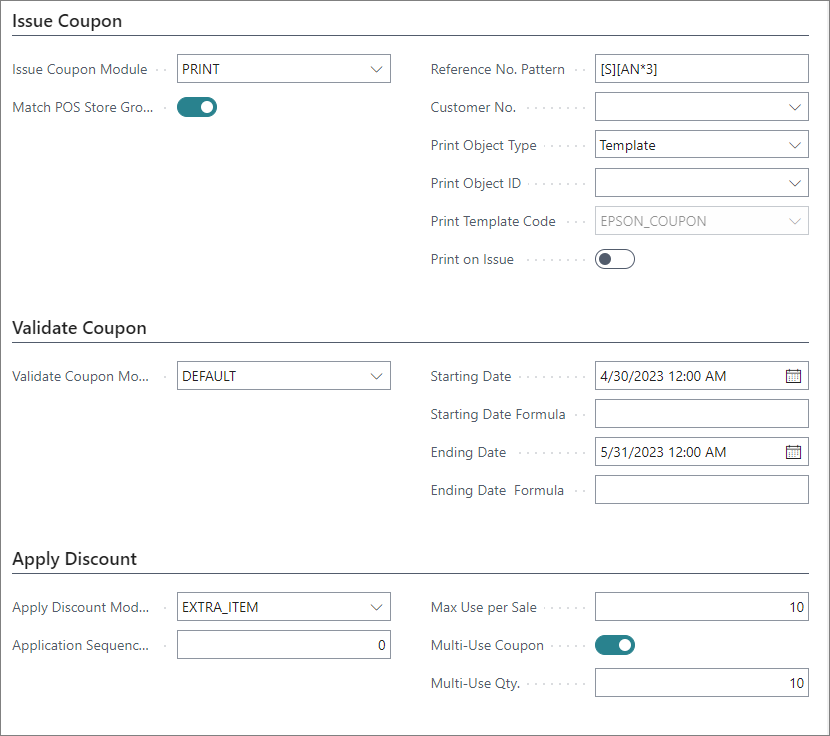 Issue Coupon
Issue Coupon Module PRINT Reference No. Pattern [S][AN*3]
Match POS Store Gro... Customer No.
Print Object Type Template
Print Object ID
Print Template Code EPSON_COUPON
Print on Issue
Validate Coupon
Validate Coupon Mo... DEFAULT Starting Date 4/30/2023 12:00 AM
Starting Date Formula
Ending Date 5/31/2023 12:00 AM
Ending Date Formula
Apply Discount
Apply Discount Mod... EXTRA_ITEM Max Use per Sale 10
Application Sequenc... 0 Multi-Use Coupon
Multi-Use Qty. 10